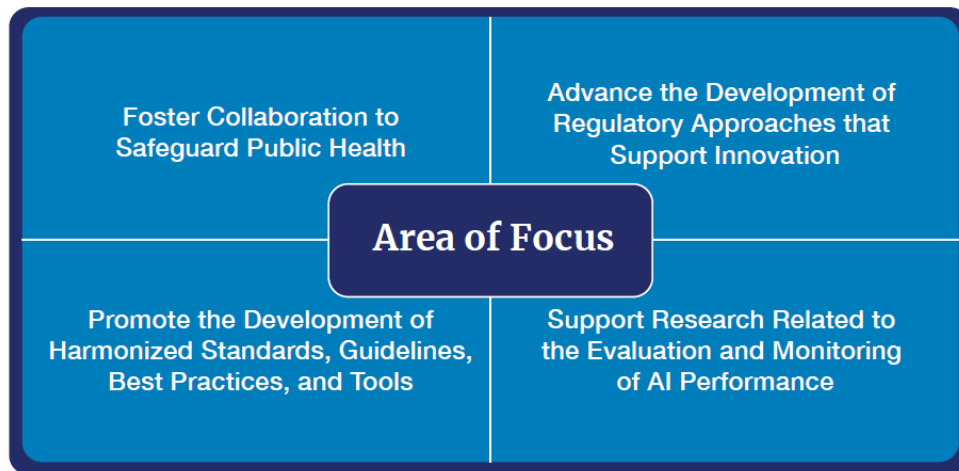 Foster Collaboration to
Safeguard Public Health
Advance the Development of
Regulatory Approaches that
Support Innovation
Area of Focus
Promote the Development of
Harmonized Standards, Guidelines,
Best Practices, and Tools
Support Research Related to
the Evaluation and Monitoring
of AI Performance